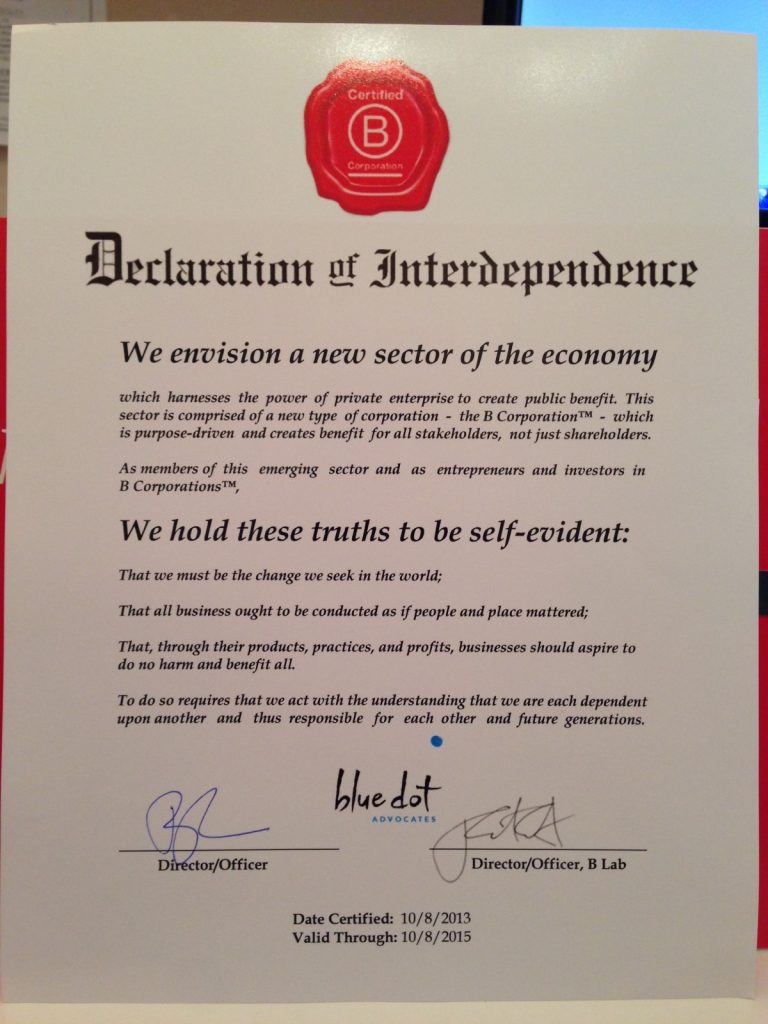 Certified
B
Corporation
Declaration of Interdependence
We envision a new sector of the economy
which harnesses the power of private enterprise to create public benefit. This
sector is comprised of a new type of corporation - the B Corporation™ - which
is purpose-driven and creates benefit for all stakeholders, not just shareholders.
As members of this emerging sector and as entrepreneurs and investors in
B Corporations™,
We hold these truths to be self-evident:
That we must be the change we seek in the world;
That all business ought to be conducted as if people and place mattered;
That, through their products, practices, and profits, businesses should aspire to
do no harm and benefit all.
To do so requires that we act with the understanding that we are each dependent
upon another and thus responsible for each other and future generations.
blue dot
ADVOCATES
Director/Officer
Director/Officer, B Lab
Date Certified: 10/8/2013
Valid Through: 10/8/2015